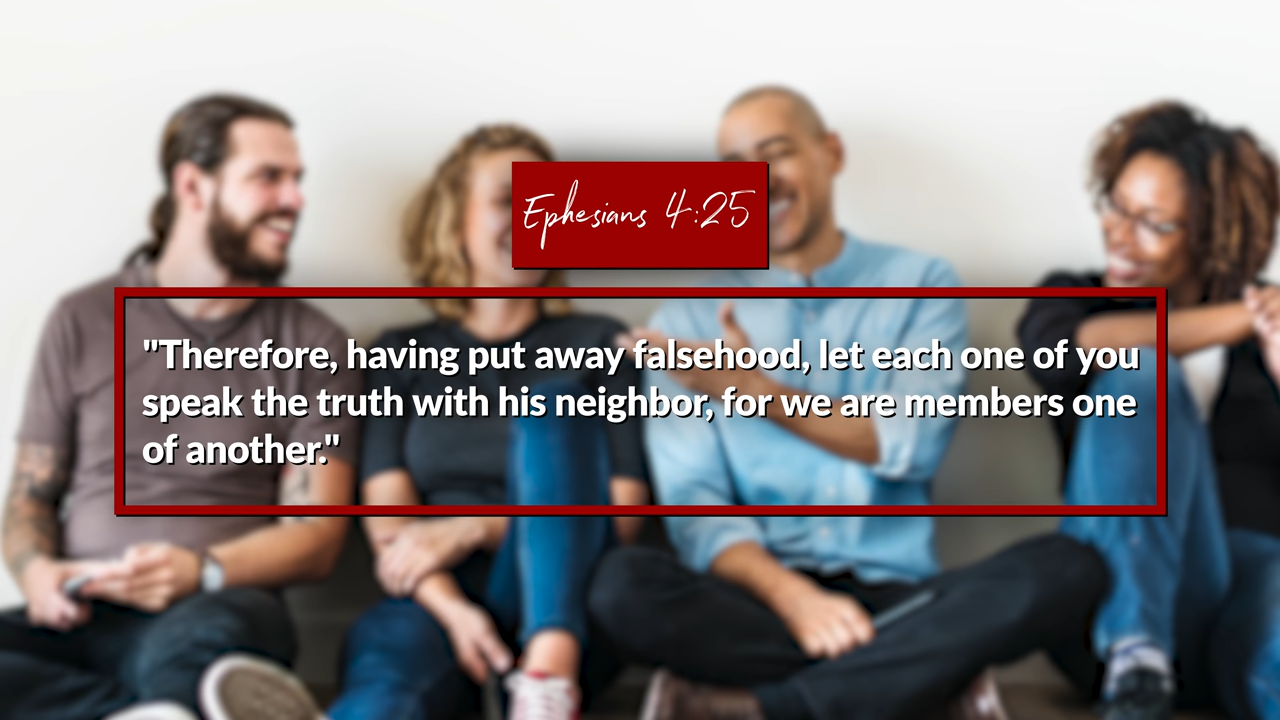 Ephesians 4:25
"Therefore, having put away falsehood, let each one of you
speak the truth with his neighbor, for we are members one
of another."